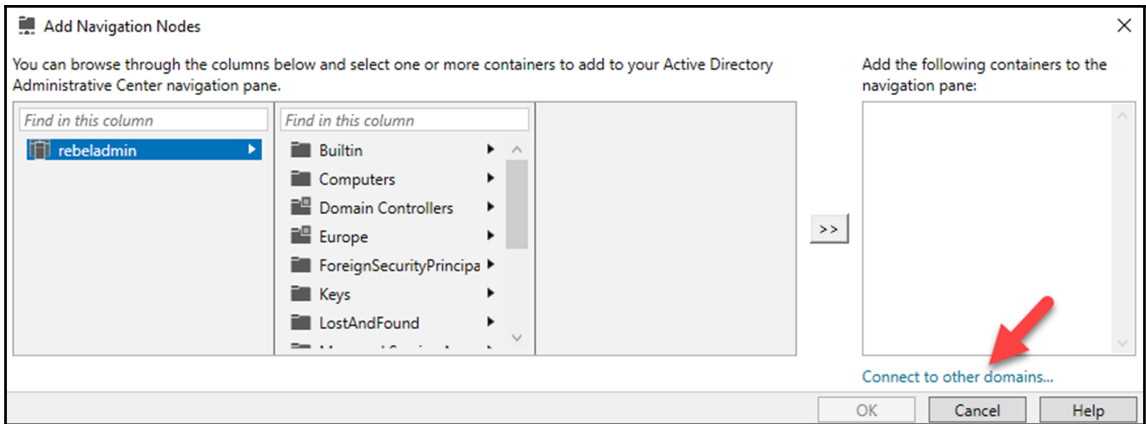 Add Navigation Nodes
You can browse through the columns below and select one or more containers to add to your Active Directory
Administrative Center navigation pane.
Add the following containers to the
navigation pane:
Find in this column
rebeladmin
Find in this column
Builtin
Computers
Domain Controllers
Europe
ForeignSecurityPrincipa
Keys
LostAndFound
>>
Connect to other domains...
OK
Cancel
Help